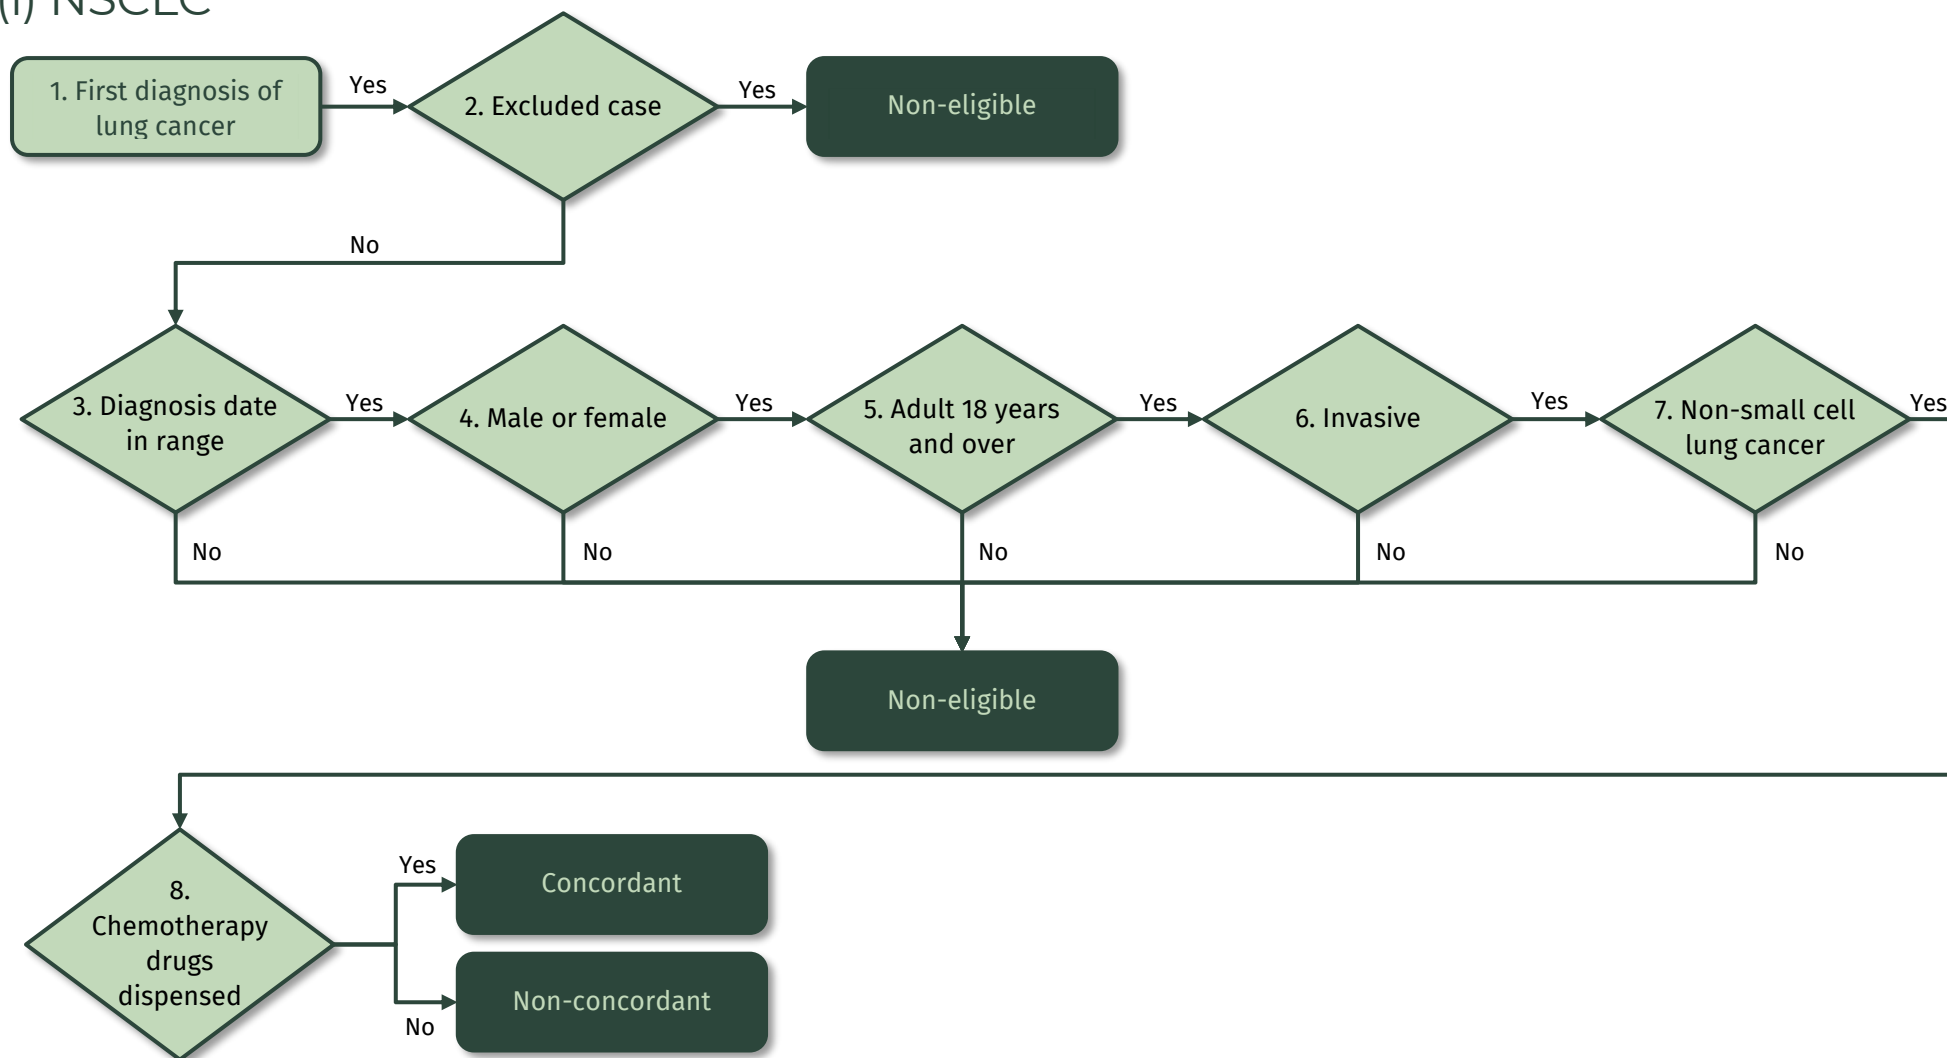 (i) NSCLC
1. First diagnosis of
lung cancer
Yes
2. Excluded case
Yes
Non-eligible
No
3. Diagnosis date
in range
Yes
4. Male or female
Yes
5. Adult 18 years
and over
Yes
6. Invasive
Yes
7. Non-small cell
lung cancer
Yes
No
No
No
No
No
Non-eligible
8.
Chemotherapy
drugs
dispensed
Yes
Concordant
No
Non-concordant